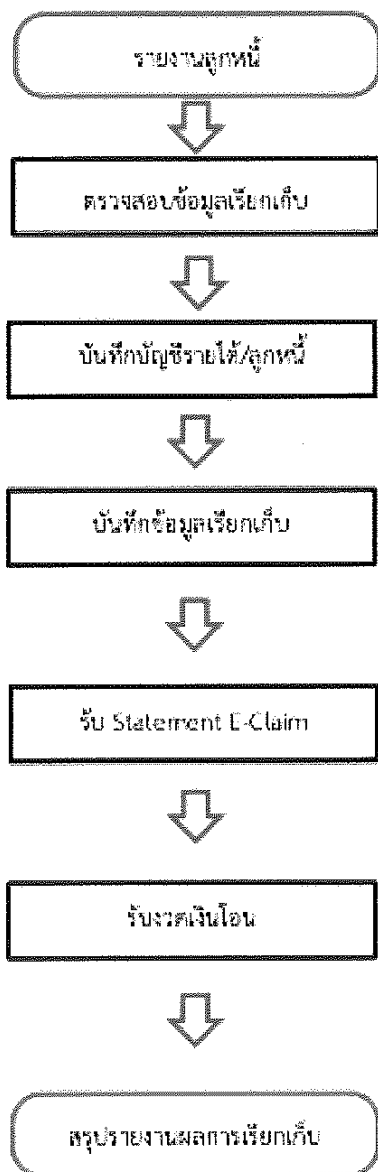 รายงานลูกหนี้
ตรวจสอบข้อมูลเรียกเก็บ
บันทึกบัญชีรายได้/ลูกหนี้
บันทึกข้อมูลเรียกเก็บ
รับ Statement E-Claim
รับงวดเงินโอน
สรุปรายงานผลการเรียกเก็บ